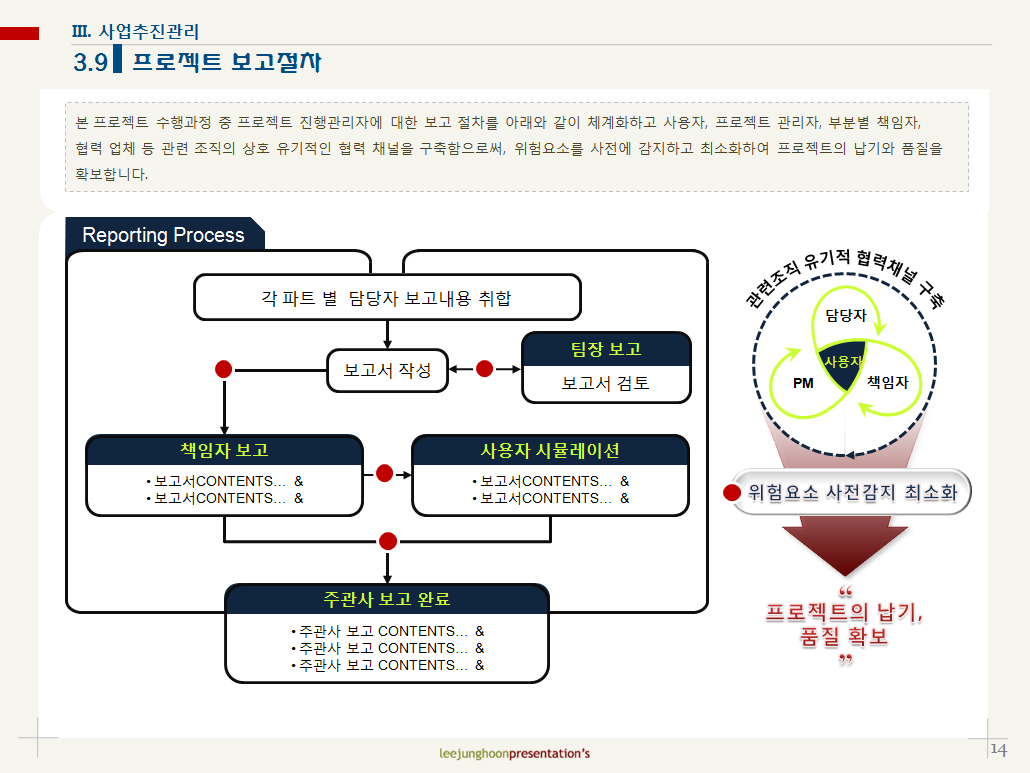 III. 사업추진관리
3.9 프로젝트 보고절차
본 프로젝트 수행과정 중 프로젝트 진행관리자에 대한 보고 절차를 아래와 같이 체계화하고 사용자, 프로젝트 관리자, 부분별 책임자,
협력 업체 등 관련 조직의 상호 유기적인 협력 채널을 구축함으로써, 위험요소를 사전에 감지하고 최소화하여 프로젝트의 납기와 품질을
확보합니다.
Reporting Process
각 파트 별 담당자 보고내용 취합
보고서 작성
팀장 보고
보고서 검토
책임자 보고
• 보고서CONTENTS... &
• 보고서CONTENTS... &
사용자 시뮬레이션
• 보고서CONTENTS... &
• 보고서CONTENTS... &
주관사 보고 완료
• 주관사 보고 CONTENTS... &
• 주관사 보고 CONTENTS... &
• 주관사 보고 CONTENTS... &
관련조직 유기적 협력채널 구축
담당자
사용자
PM
책임자
위험요소 사전감지 최소화
“
프로젝트의 납기,
품질 확보
”
leejunghoonpresentation's
14